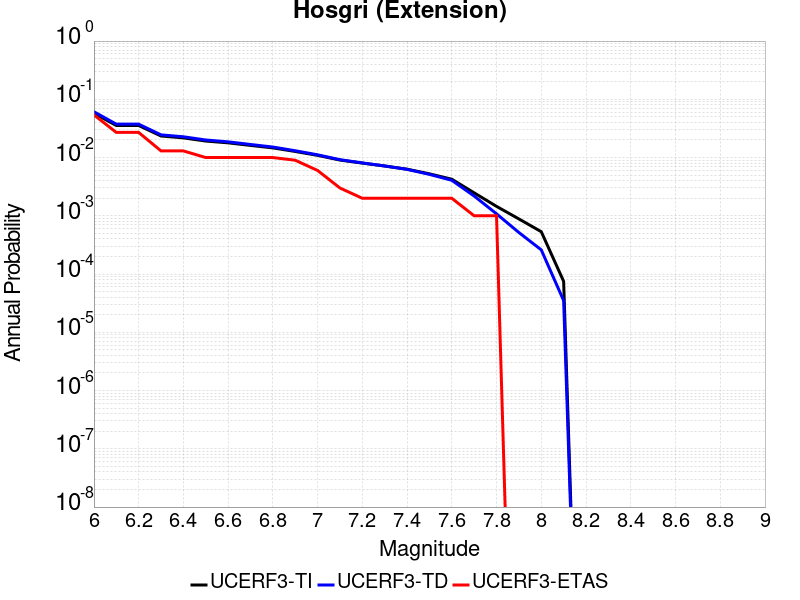 Hosgri (Extension)
Annual Probability
10^0
10^-1
10^-2
10^-3
10^-4
10^-5
10^-6
10^-7
10^-8
6 6.2 6.4 6.6 6.8 7 7.2 7.4 7.6 7.8 8 8.2 8.4 8.6 8.8 9
Magnitude
UCERF3-TI UCERF3-TD UCERF3-ETAS